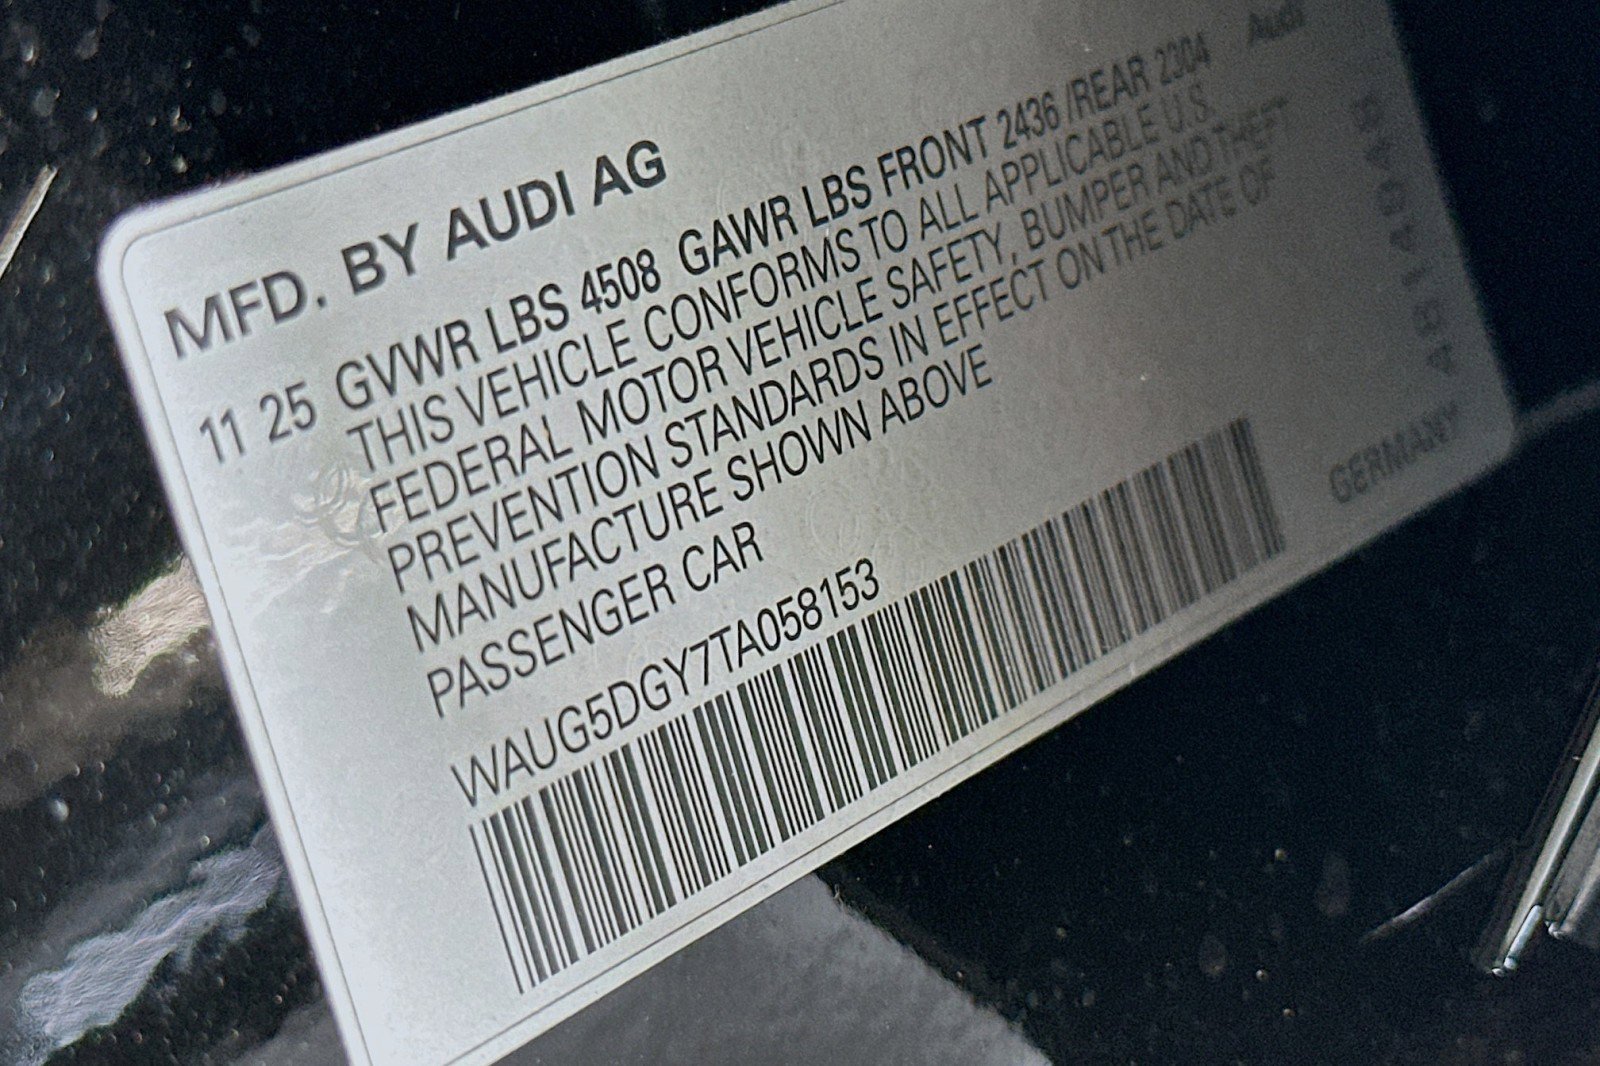 Audi
MFD. BY AUDI AG
11 25 GVWR LBS 4508 GAWR LBS FRONT 2436 /REAR 2304
THIS VEHICLE CONFORMS TO ALL APPLICABLE U.S.
FEDERAL MOTOR VEHICLE SAFETY, BUMPER AND THEFT
PREVENTION STANDARDS IN EFFECT ON THE DATE OF
MANUFACTURE SHOWN ABOVE
PASSENGER CAR
WAUG5DGY7TA058153
GERMANY